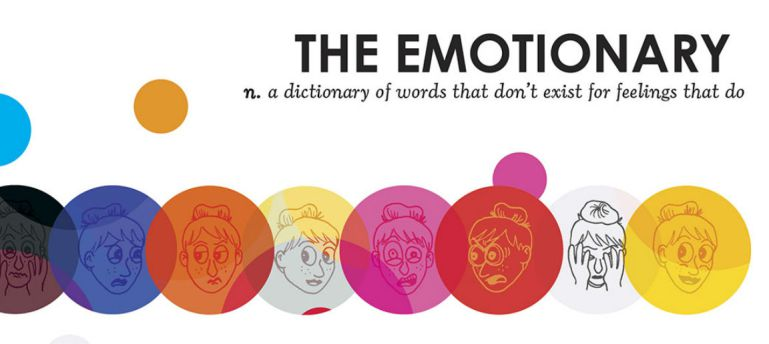 THE EMOTIONARY
n. a dictionary of words that don't exist for feelings that do